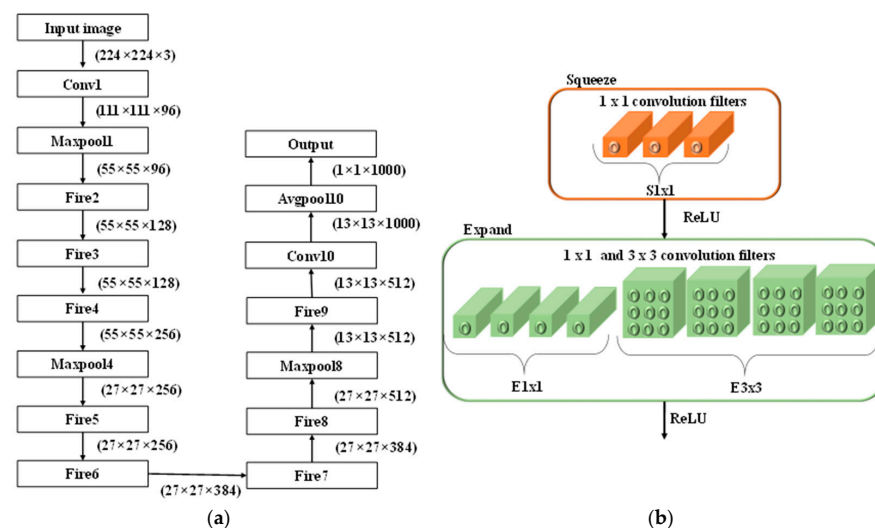 Input image
(224×224×3)
Conv1
(111×111×96)
Maxpool1
(55×55×96)
Fire2
(55×55×128)
Fire3
(55×55×128)
Fire4
(55×55×256)
Maxpool4
(27×27×256)
Fire5
(27×27×256)
Fire6
(27×27×384)
Fire7
(27×27×384)
Fire8
(27×27×512)
Maxpool8
(13×13×512)
Fire9
(13×13×512)
Conv10
(13×13×1000)
Avgpool10
(1×1×1000)
Output
(a)
Squeeze
1 x 1 convolution filters
S1x1
ReLU
Expand
1 x 1 and 3 x 3 convolution filters
E1x1
E3x3
ReLU
(b)